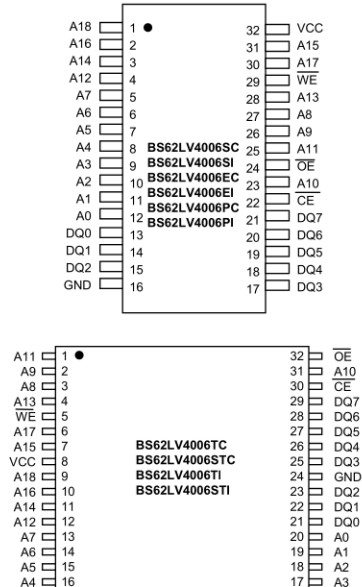 A18 1 32 VCC
A16 2 31 A15
A14 3 30 A17
A12 4 29 WE
A7 5 28 A13
A6 6 27 A8
A5 7 26 A9
A4 8 BS62LV4006SC 25 A11
A3 9 BS62LV4006SI 24 OE
A2 10 BS62LV4006EC 23 A10
A1 11 BS62LV4006EI 22 CE
A0 12 BS62LV4006PC 21 DQ7
DQ0 13 BS62LV4006PI 20 DQ6
DQ1 14 19 DQ5
DQ2 15 18 DQ4
GND 16 17 DQ3
A11 1 32 OE
A9 2 31 A10
A8 3 30 CE
A13 4 29 DQ7
WE 5 28 DQ6
A17 6 27 DQ5
A15 7 BS62LV4006TC 26 DQ4
VCC 8 BS62LV4006STC 25 DQ3
A18 9 BS62LV4006TI 24 GND
A16 10 BS62LV4006STI 23 DQ2
A14 11 22 DQ1
A12 12 21 DQ0
A7 13 20 A0
A6 14 19 A1
A5 15 18 A2
A4 16 17 A3